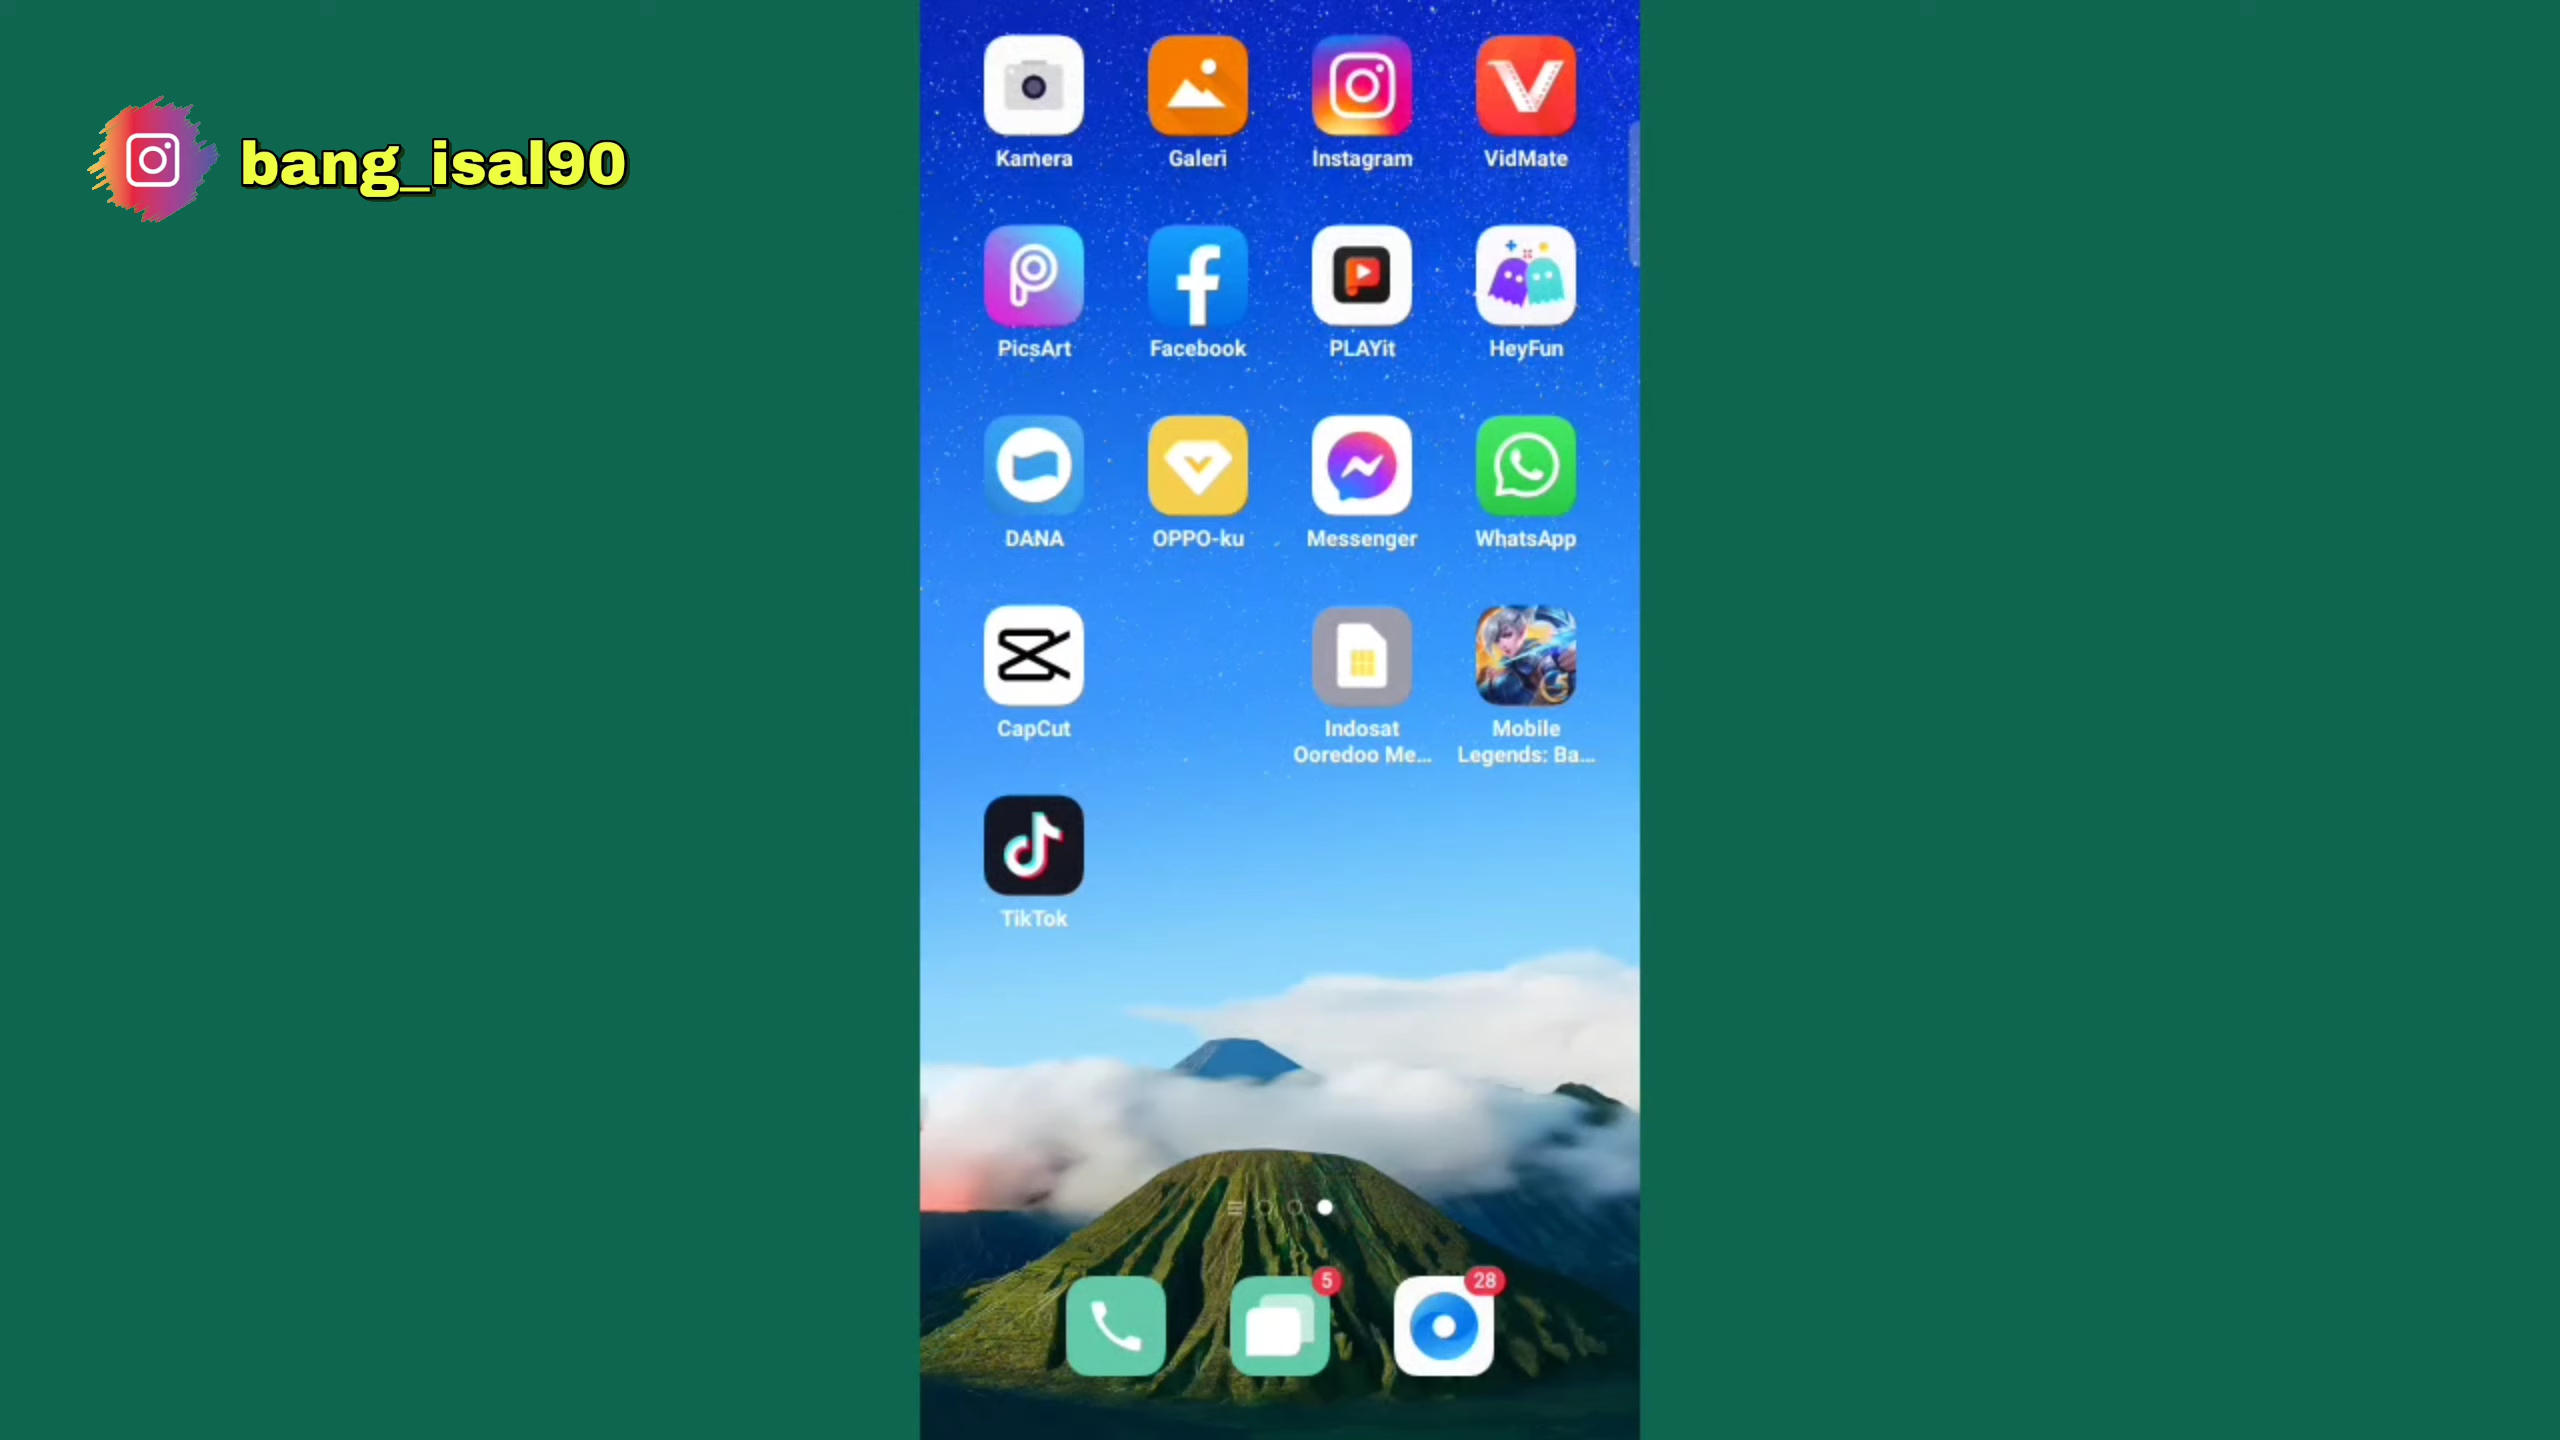 bang_isal90
Kamera
Galeri
Instagram
VidMate
PicsArt
Facebook
PLAYit
HeyFun
DANA
OPPO-ku
Messenger
WhatsApp
CapCut
Indosat
Ooredoo Me...
Mobile
Legends: Ba...
TikTok
5
28